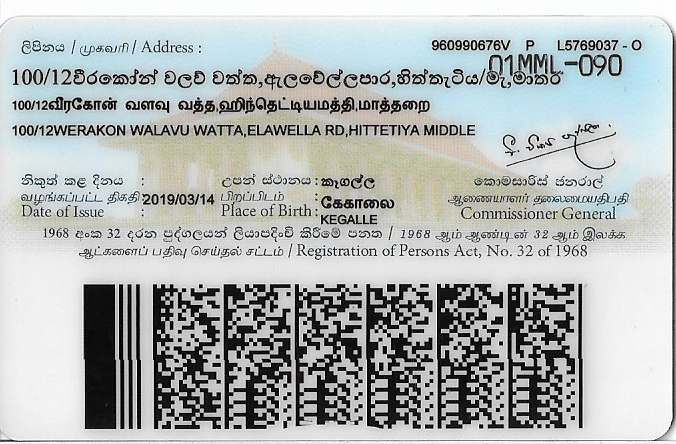 ලිපිනය / முகவரி / Address :
960990676V P L5769037 - O
01MML-090
100/12වීරකෝන් වලව් වත්ත,ඇලවේල්ලපාර,හිත්තැටිය/මැ,මාතර
100/12வீரகோன் வளவு வத்த,ஹிந்தெட்டியமத்தி,மாத்தறை
100/12WERAKON WALAVU WATTA,ELAWELLA RD,HITTETIYA MIDDLE
නිකුත් කළ දිනය : උපන් ස්ථානය : කෑගල්ල කොමසාරිස් ජනරාල්
வழங்கப்பட்ட திகதி : 2019/03/14 பிறப்பிடம் : கேகாலை ஆணையாளர் தலைமையதிபதி
Date of Issue : Place of Birth : KEGALLE Commissioner General
1968 අංක 32 දරන පුද්ගලයන් ලියාපදිංචි කිරීමේ පනත / 1968 ஆம் ஆண்டின் 32 ஆம் இலக்க
ஆட்களைப் பதிவு செய்தல் சட்டம் / Registration of Persons Act, No. 32 of 1968